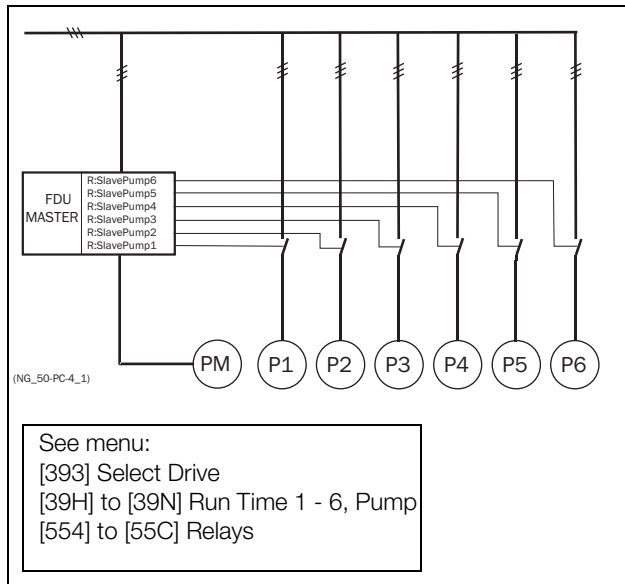 FDU
MASTER
R:SlavePump6
R:SlavePump5
R:SlavePump4
R:SlavePump3
R:SlavePump2
R:SlavePump1
PM
P1
P2
P3
P4
P5
P6
(NG_50-PC-4_1)
See menu:
[393] Select Drive
[39H] to [39N] Run Time 1 - 6, Pump
[554] to [55C] Relays